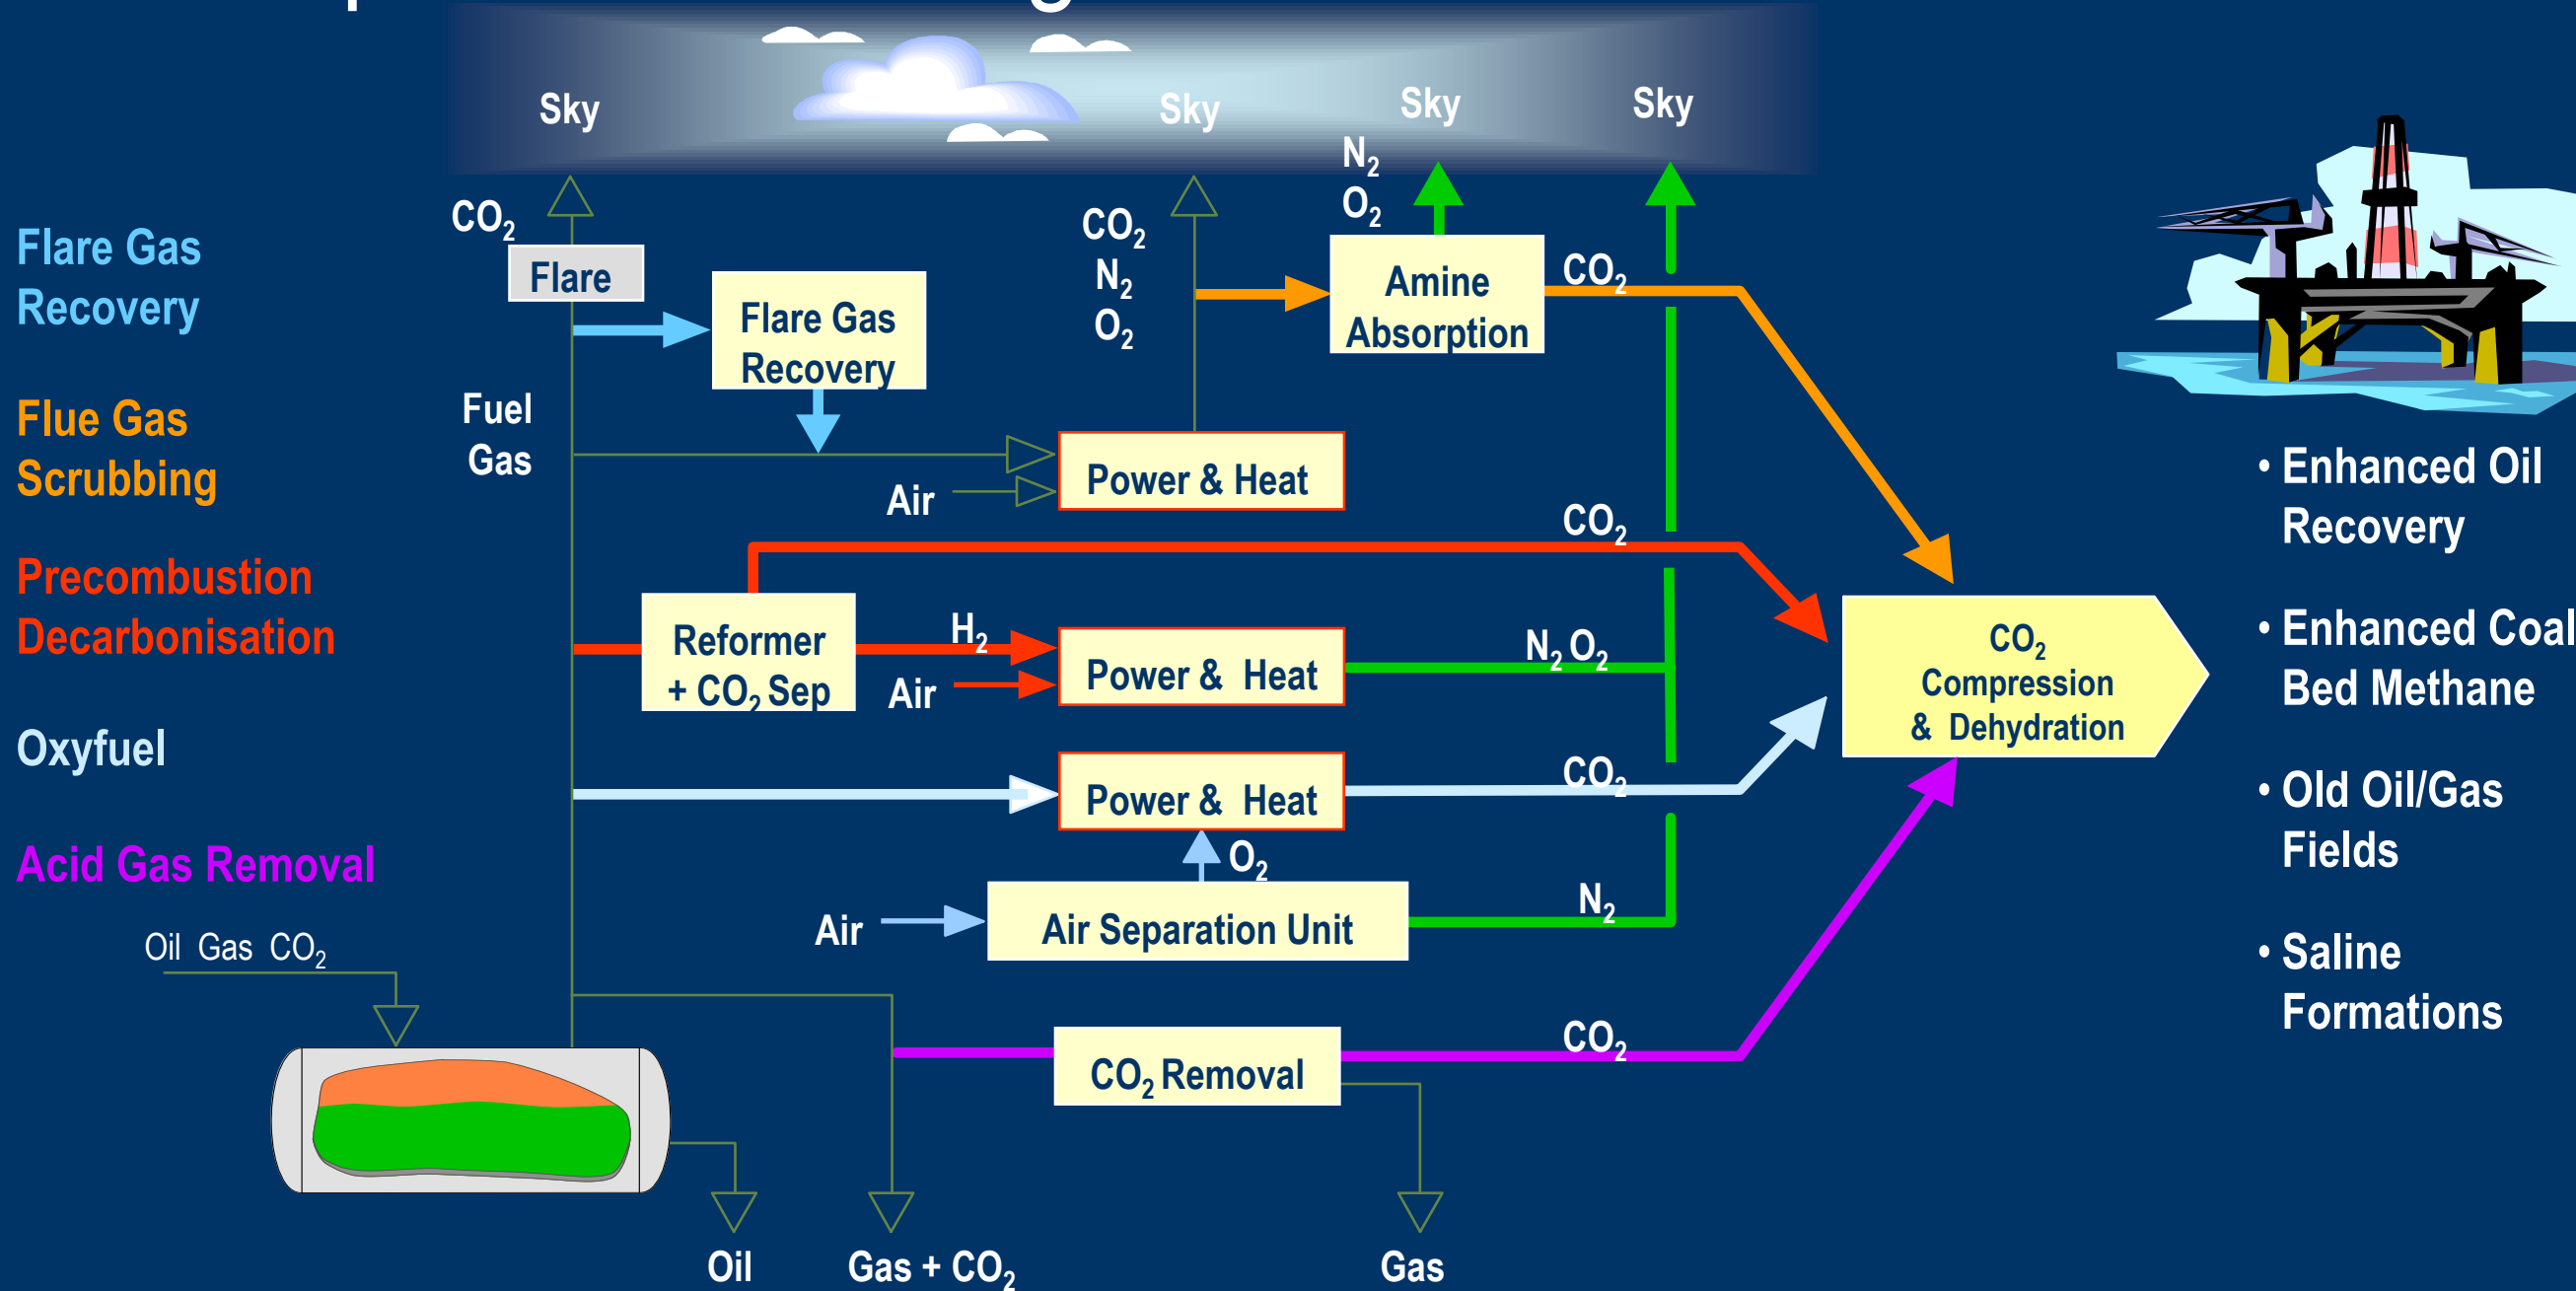 Sky
Sky
Sky
Sky
N2
O2
CO2
CO2
N2
O2
Flare Gas
Recovery
Flare
Flare Gas
Recovery
Amine
Absorption
CO2
Flue Gas
Scrubbing
Fuel
Gas
Air
Power & Heat
CO2
Precombustion
Decarbonisation
Reformer
+ CO2 Sep
H2
Air
Power & Heat
N2 O2
CO2
Compression
& Dehydration
Oxyfuel
Power & Heat
CO2
O2
Acid Gas Removal
Air
Air Separation Unit
N2
Oil Gas CO2
CO2 Removal
CO2
Oil
Gas + CO2
Gas
• Enhanced Oil
Recovery
• Enhanced Coal
Bed Methane
• Old Oil/Gas
Fields
• Saline
Formations